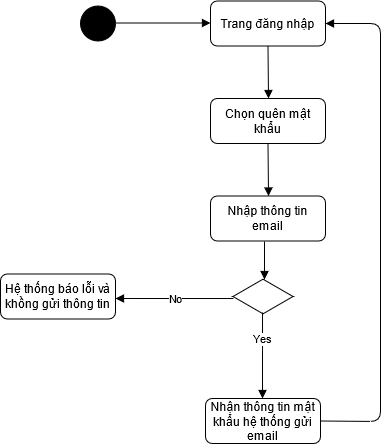 Trang đăng nhập
Chọn quên mật
khẩu
Nhập thông tin
email
Hệ thống báo lỗi và
không gửi thông tin
No
Yes
Nhận thông tin mật
khẩu hệ thống gửi
email